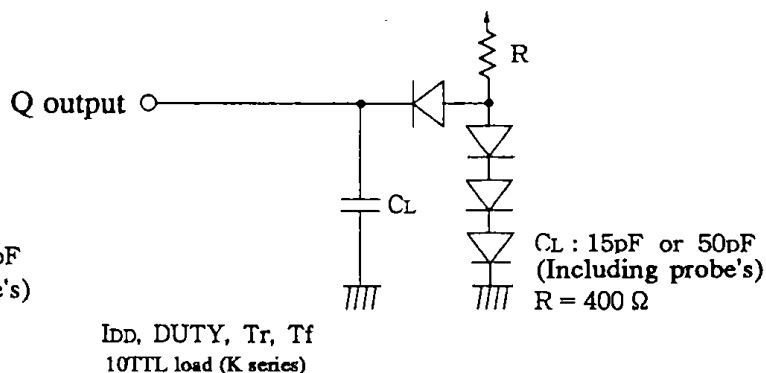 R
Q output
CL
pF
's)
CL : 15pF or 50pF
(Including probe's)
R = 400 Ω
IDD, DUTY, Tr, Tf
10TTL load (K series)